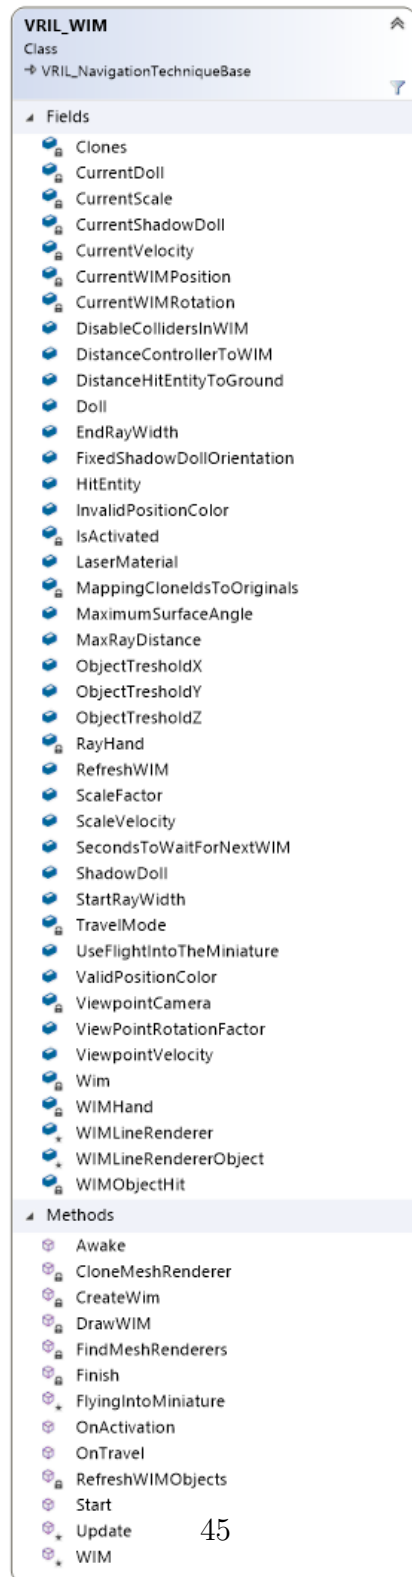 VRIL_WIM
Class
VRIL_NavigationTechniqueBase
Fields
Clones
CurrentDoll
CurrentScale
CurrentShadowDoll
CurrentVelocity
CurrentWIMPosition
CurrentWIMRotation
DisableCollidersInWIM
DistanceControllerToWIM
DistanceHitEntityToGround
Doll
EndRayWidth
FixedShadowDollOrientation
HitEntity
InvalidPositionColor
IsActivated
LaserMaterial
MappingCloneIdsToOriginals
MaximumSurfaceAngle
MaxRayDistance
ObjectTresholdX
ObjectTresholdY
ObjectTresholdZ
RayHand
RefreshWIM
ScaleFactor
ScaleVelocity
SecondsToWaitForNextWIM
ShadowDoll
StartRayWidth
TravelMode
UseFlightIntoTheMiniature
ValidPositionColor
ViewpointCamera
ViewPointRotationFactor
ViewpointVelocity
Wim
WIMHand
WIMLineRenderer
WIMLineRendererObject
WIMObjectHit
Methods
Awake
CloneMeshRenderer
CreateWim
DrawWIM
FindMeshRenderers
Finish
FlyingIntoMiniature
OnActivation
OnTravel
RefreshWIMObjects
Start
Update 45
WIM